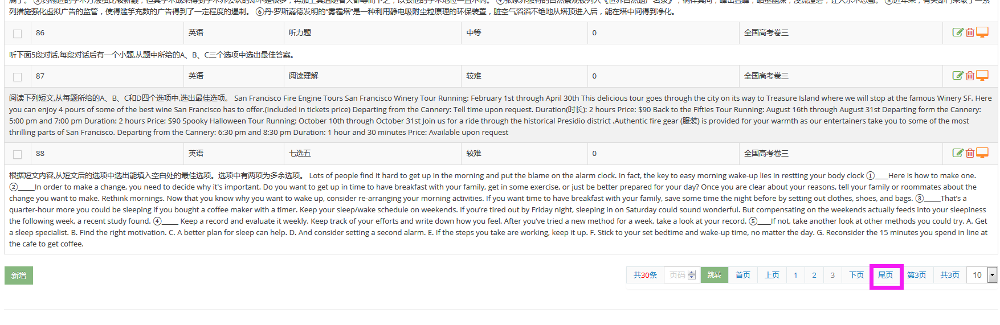 列措施强化虚拟广告的监管，使得滥竽充数的广告得到了一定程度的遏制。 ⑥丹·罗斯嘉德发明的“雾霾塔”是一种利用静电吸附尘粒原理的环保装置，脏空气滔滔不绝地从塔顶进入后，能在塔中间得到净化。
86 英语 听力题 中等 0 全国高考卷三
听下面5段对话,每段对话后有一个小题,从题中所给的A、B、C三个选项中选出最佳答案。
87 英语 阅读理解 较难 0 全国高考卷三
阅读下列短文,从每题所给的A、B、C和D四个选项中,选出最佳选项。 San Francisco Fire Engine Tours San Francisco Winery Tour Running: February 1st through April 30th This delicious tour goes through the city on its way to Treasure Island where we will stop at the famous Winery SF. Here
you can enjoy 4 pours of some of the best wine San Francisco has to offer.(Included in tickets price) Departing from the Cannery: Tell time upon request. Duration(时长): 2 hours Price: $90 Back to the Fifties Tour Running: August 16th through August 31st Departing form the Cannery:
5:00 pm and 7:00 pm Duration: 2 hours Price: $90 Spooky Halloween Tour Running: October 10th through October 31st Join us for a ride through the historical Presidio district .Authentic fire gear (服装) is provided for your warmth as our entertainers take you to some of the most
thrilling parts of San Francisco. Departing from the Cannery: 6:30 pm and 8:30 pm Duration: 1 hour and 30 minutes Price: Available upon request
88 英语 七选五 较难 0 全国高考卷三
根据短文内容,从短文后的选项中选出能填入空白处的最佳选项。选项中有两项为多余选项。 Lots of people find it hard to get up in the morning and put the blame on the alarm clock. In fact, the key to easy morning wake-up lies in restting your body clock ①____Here is how to make one.
②_____In order to make a change, you need to decide why it's important. Do you want to get up in time to have breakfast with your family, get in some exercise, or just be better prepared for your day? Once you are clear about your reasons, tell your family or roommates about the
change you want to make. Rethink mornings. Now that you know why you want to wake up, consider re-arranging your morning activities. If you want time to have breakfast with your family, save some time the night before by setting out clothes, shoes, and bags. ③_____That’s a
quarter-hour more you could be sleeping if you bought a coffee maker with a timer. Keep your sleep/wake schedule on weekends. If you’re tired out by Friday night, sleeping in on Saturday could sound wonderful. But compensating on the weekends actually feeds into your sleepiness
the following week, a recent study found. ④_____ Keep a record and evaluate it weekly. Keep track of your efforts and write down how you feel. After you’ve tried a new method for a week, take a look at your record. ⑤____If not, take another look at other methods you could try. A. Get
a sleep specialist. B. Find the right motivation. C. A better plan for sleep can help. D. And consider setting a second alarm. E. If the steps you take are working, keep it up. F. Stick to your set bedtime and wake-up time, no matter the day. G. Reconsider the 15 minutes you spend in line at
the cafe to get coffee.
新增 共30条 页码 跳转 首页 上页 1 2 3 下页 尾页 第3页 共3页 10